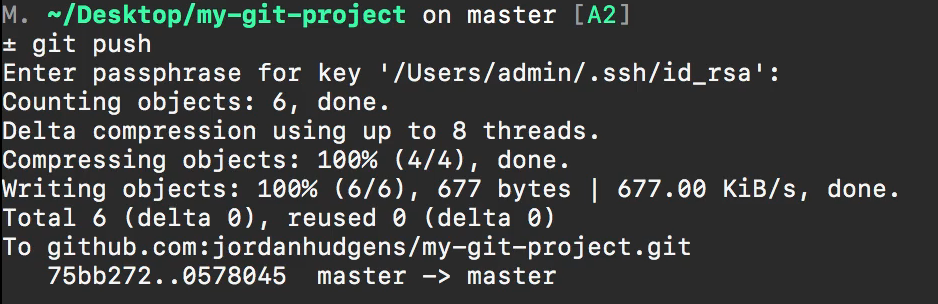 M. ~/Desktop/my-git-project on master [A2]
± git push
Enter passphrase for key '/Users/admin/.ssh/id_rsa':
Counting objects: 6, done.
Delta compression using up to 8 threads.
Compressing objects: 100% (4/4), done.
Writing objects: 100% (6/6), 677 bytes | 677.00 KiB/s, done.
Total 6 (delta 0), reused 0 (delta 0)
To github.com:jordanhudgens/my-git-project.git
   75bb272..0578045  master -> master